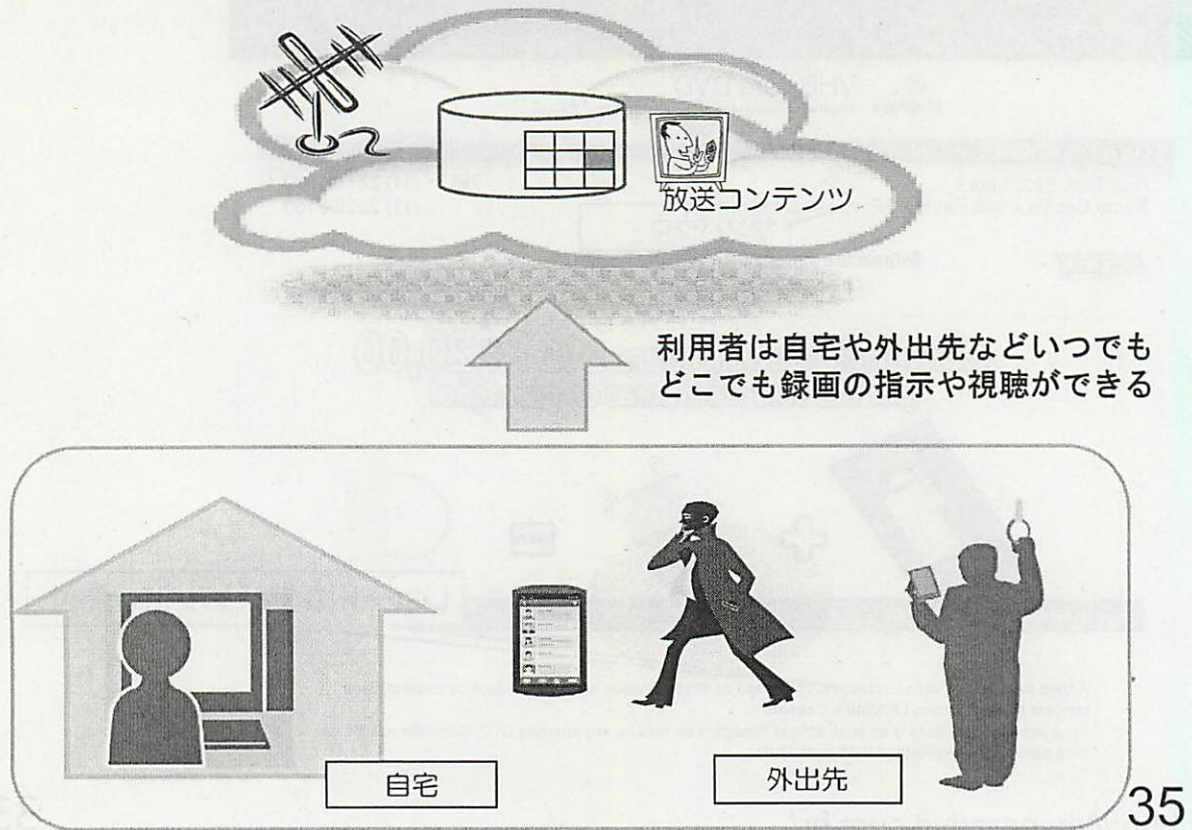 放送コンテンツ
利用者は自宅や外出先などいつでも
どこでも録画の指示や視聴ができる
自宅
外出先
35